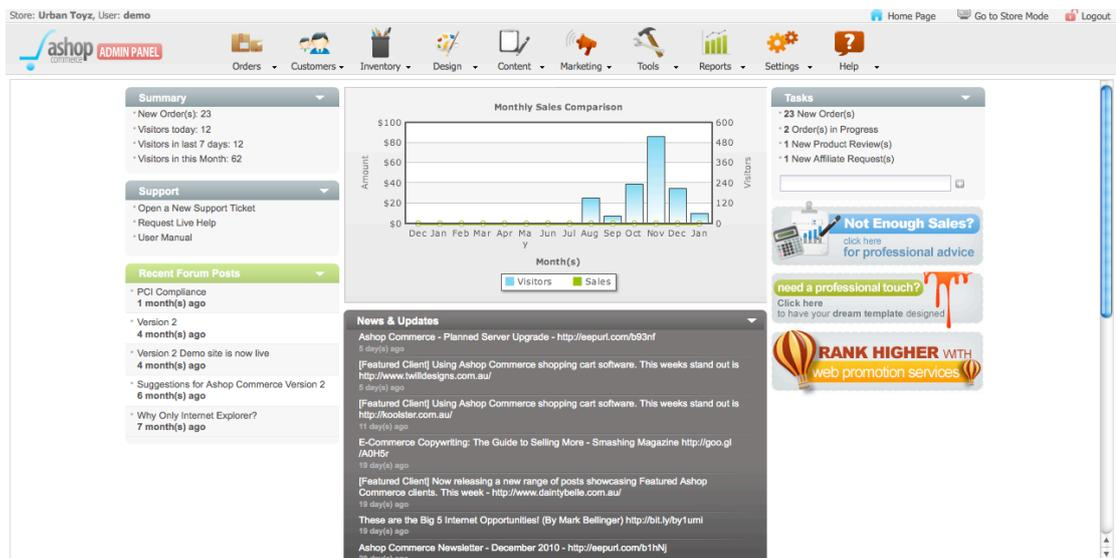 Store: Urban Toyz, User: demo
Home Page
Go to Store Mode
Logout
ashop
commerce
ADMIN PANEL
Orders
Customers
Inventory
Design
Content
Marketing
Tools
Reports
Settings
Help
Summary
New Order(s): 23
Visitors today: 12
Visitors in last 7 days: 12
Visitors in this Month: 62
Support
Open a New Support Ticket
Request Live Help
User Manual
Recent Forum Posts
PCI Compliance
1 month(s) ago
Version 2
4 month(s) ago
Version 2 Demo site is now live
4 month(s) ago
Suggestions for Ashop Commerce Version 2
6 month(s) ago
Why Only Internet Explorer?
7 month(s) ago
Monthly Sales Comparison
$100
$80
$60
$40
$20
$0
Amount
600
480
360
240
120
0
Visitors
Dec Jan Feb Mar Apr Ma Jun Jul Aug Sep Oct Nov Dec Jan
y
Month(s)
Visitors Sales
News & Updates
Ashop Commerce - Planned Server Upgrade - http://eepurl.com/b93nf
5 day(s) ago
[Featured Client] Using Ashop Commerce shopping cart software. This weeks stand out is
http://www.twilldesigns.com.au/
5 day(s) ago
[Featured Client] Using Ashop Commerce shopping cart software. This weeks stand out is
http://koolster.com.au/
11 day(s) ago
E-Commerce Copywriting: The Guide to Selling More - Smashing Magazine http://goo.gl
/A0H5r
19 day(s) ago
[Featured Client] Now releasing a new range of posts showcasing Featured Ashop
Commerce clients. This week - http://www.daintybelle.com.au/
19 day(s) ago
These are the Big 5 Internet Opportunities! (By Mark Bellinger) http://bit.ly/by1umi
19 day(s) ago
Ashop Commerce Newsletter - December 2010 - http://eepurl.com/b1hNj
Tasks
23 New Order(s)
2 Order(s) in Progress
1 New Product Review(s)
1 New Affiliate Request(s)
Not Enough Sales?
click here
for professional advice
need a professional touch?
Click here
to have your dream template designed
RANK HIGHER WITH
web promotion services